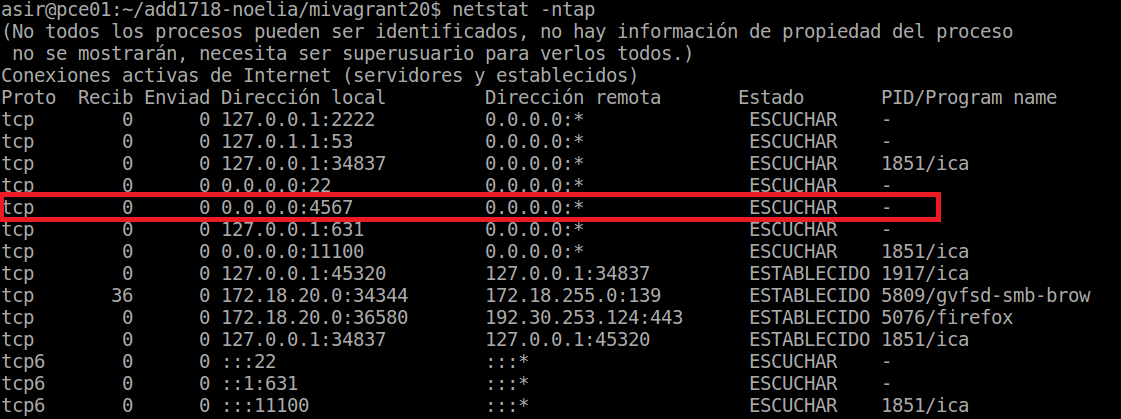 asir@pce01:~/add1718-noelia/mivagrant20$ netstat -ntap
(No todos los procesos pueden ser identificados, no hay información de propiedad del proceso
 no se mostrarán, necesita ser superusuario para verlos todos.)
Conexiones activas de Internet (servidores y establecidos)
Proto  Recib Enviad Dirección local         Dirección remota       Estado       PID/Program name
tcp        0      0 127.0.0.1:2222          0.0.0.0:*               ESCUCHAR    -
tcp        0      0 127.0.1.1:53            0.0.0.0:*               ESCUCHAR    -
tcp        0      0 127.0.0.1:34837         0.0.0.0:*               ESCUCHAR    1851/ica
tcp        0      0 0.0.0.0:22              0.0.0.0:*               ESCUCHAR    -
tcp        0      0 0.0.0.0:4567            0.0.0.0:*               ESCUCHAR    -
tcp        0      0 127.0.0.1:631           0.0.0.0:*               ESCUCHAR    -
tcp        0      0 0.0.0.0:11100           0.0.0.0:*               ESCUCHAR    1851/ica
tcp        0      0 127.0.0.1:45320         127.0.0.1:34837         ESTABLECIDO 1917/ica
tcp       36      0 172.18.20.0:34344       172.18.255.0:139        ESTABLECIDO 5809/gvfsd-smb-brow
tcp        0      0 172.18.20.0:36580       192.30.253.124:443      ESTABLECIDO 5076/firefox
tcp        0      0 127.0.0.1:34837         127.0.0.1:45320         ESTABLECIDO 1851/ica
tcp6       0      0 :::22                   :::*                    ESCUCHAR    -
tcp6       0      0 ::1:631                 :::*                    ESCUCHAR    -
tcp6       0      0 :::11100                :::*                    ESCUCHAR    1851/ica